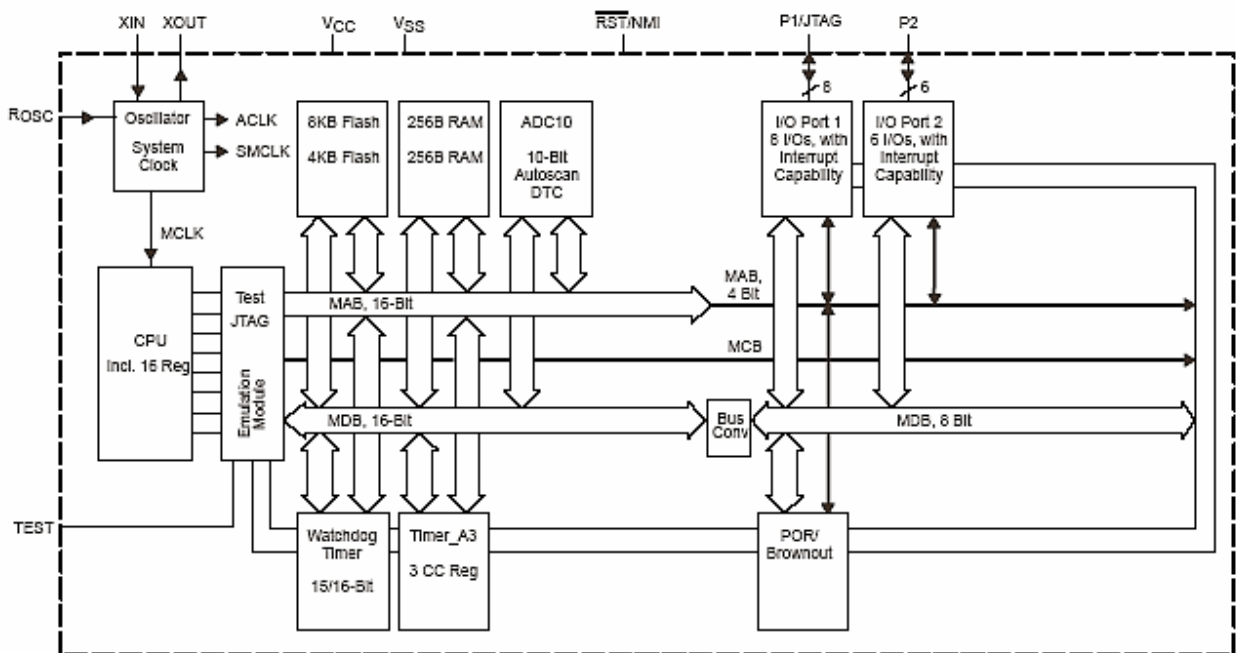 XIN XOUT VCC VSS RST/NMI P1/JTAG P2
8 6
ROSC
Oscillator
System
Clock
ACLK
SMCLK
8KB Flash
4KB Flash
256B RAM
256B RAM
ADC10
10-Bit
Autoscan
DTC
I/O Port 1
8 I/Os, with
Interrupt
Capability
I/O Port 2
6 I/Os, with
Interrupt
Capability
MCLK
CPU
Incl. 16 Reg
Test
JTAG
Emulation
Module
MAB, 16-Bit
MAB,
4 Bit
MCB
MDB, 16-Bit
Bus
Conv
MDB, 8 Bit
TEST
Watchdog
Timer
15/16-Bit
Timer_A3
3 CC Reg
POR/
Brownout